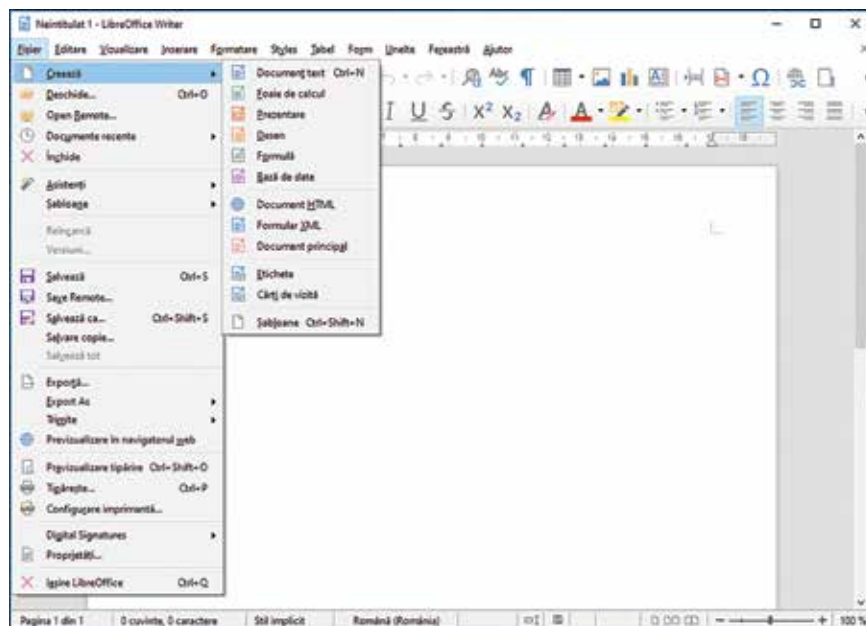 Neintitulat 1 - LibreOffice Writer
Fișier Editare Vizualizare Inserare Formatare Styles Tabel Form Unelte Fereastră Ajutor
Crează
Deschide... Ctrl+O
Open Remote...
Documente recente
Închide
Asistenți
Șabloage
Reîncarcă
Versiuni...
Salvează Ctrl+S
Save Remote...
Salvează ca... Ctrl+Shift+S
Salvare copie...
Salvează tot
Exportă...
Export As
Trimite
Previzualizare în navigatorul web
Previzualizare tipărire Ctrl+Shift+O
Tipărește... Ctrl+P
Configurare imprimantă...
Digital Signatures
Proprietăți...
Ieșire LibreOffice Ctrl+Q
Document text Ctrl+N
Foaie de calcul
Prezentare
Desen
Formulă
Bază de date
Document HTML
Formular XML
Document principal
Etichete
Cărți de vizită
Șabloane Ctrl+Shift+N
Pagina 1 din 1 0 cuvinte, 0 caractere Stil implicit Română (România) 100%